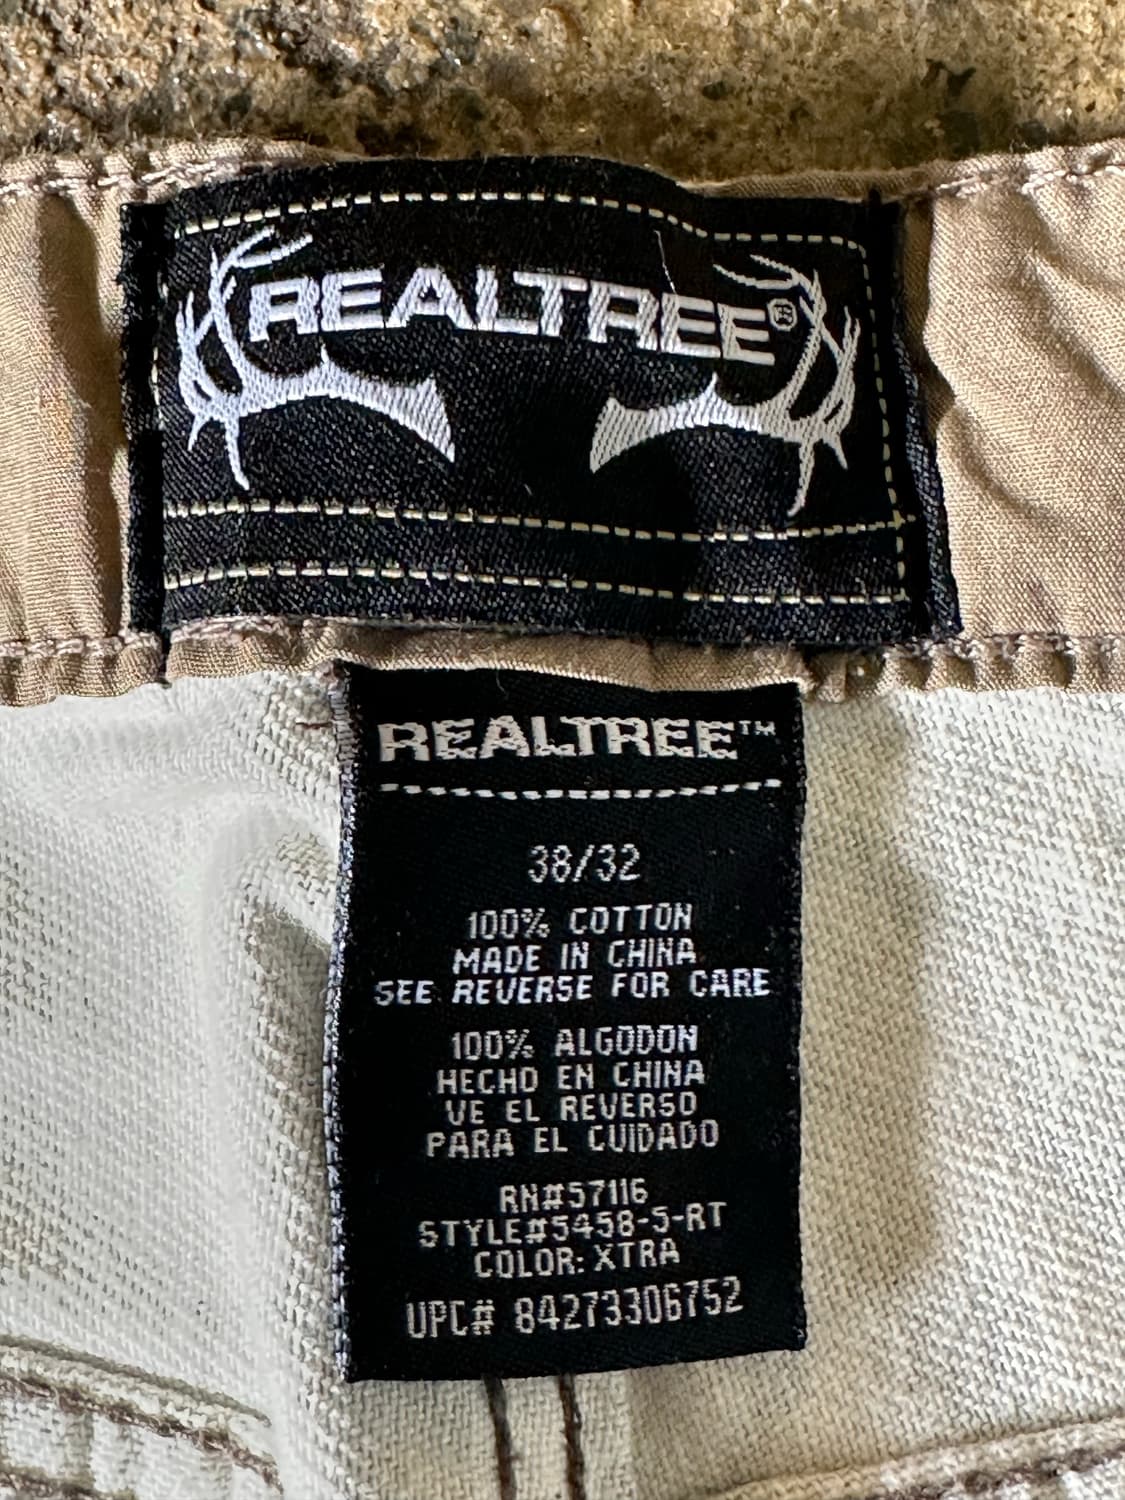 REALTREE®
REALTREE™
38/32
100% COTTON
MADE IN CHINA
SEE REVERSE FOR CARE
100% ALGODON
HECHO EN CHINA
VE EL REVERSO
PARA EL CUIDADO
RN#57116
STYLE#5458-5-RT
COLOR: XTRA
UPC# 84273306752